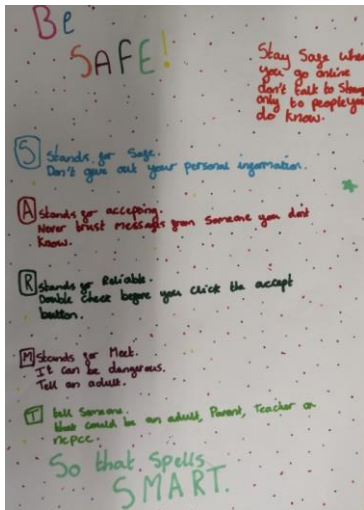 Be
SAFE!
Stay Safe when
you go online
don't talk to
only to people you
do know.
S Stands for Safe.
Don't gave out your personal information.
A Stands for accepting.
Never trust messages from Someone you don't
Know.
R Stands for Reliable.
Double check before you click the accept
button.
M Stands for Meet.
It can be dangerous.
Tell an adult.
T tell Someone.
that could be an adult, Parent, Teacher or
ncpcc.
So that spells
SMART.